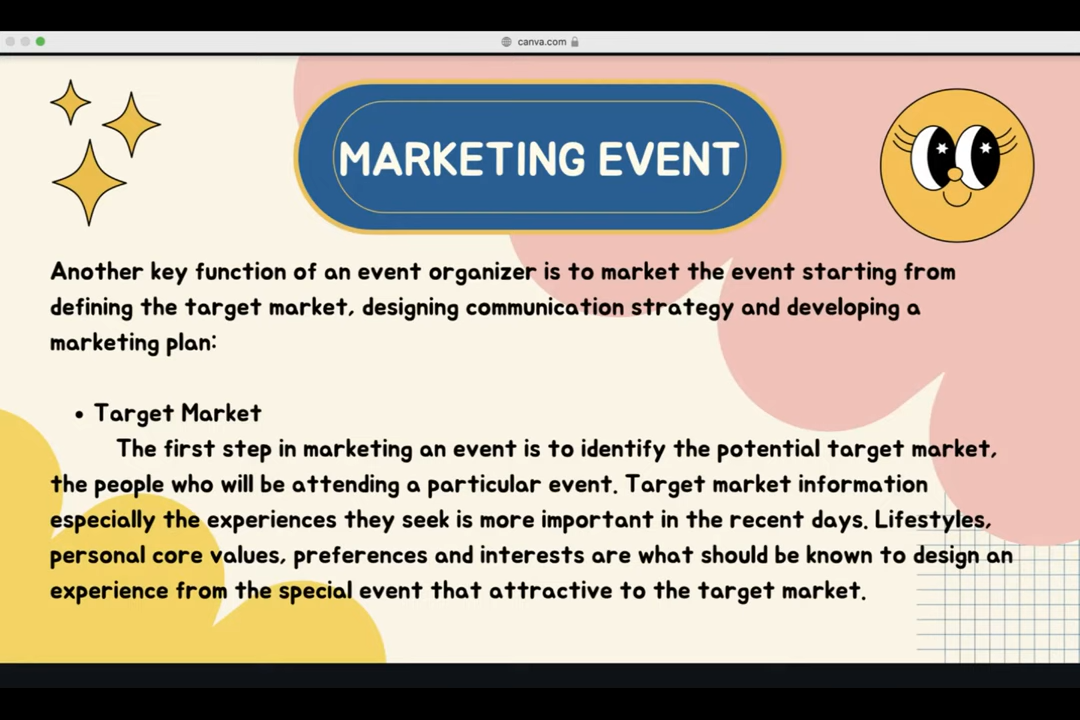 canva.com
MARKETING EVENT
Another key function of an event organizer is to market the event starting from
defining the target market, designing communication strategy and developing a
marketing plan:
• Target Market
The first step in marketing an event is to identify the potential target market,
the people who will be attending a particular event. Target market information
especially the experiences they seek is more important in the recent days. Lifestyles,
personal core values, preferences and interests are what should be known to design an
experience from the special event that attractive to the target market.